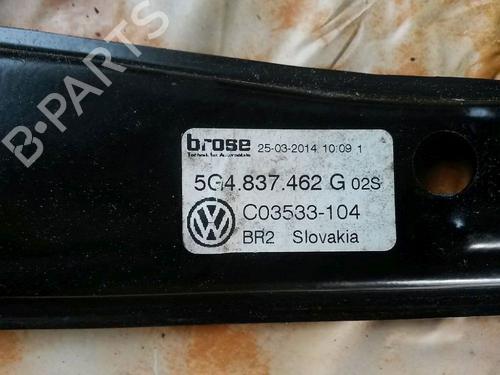 B-PARTS
brose 25-03-2014 10:09 1
Technik für Automobile
5G4.837.462 G 02S
C03533-104
BR2 Slovakia